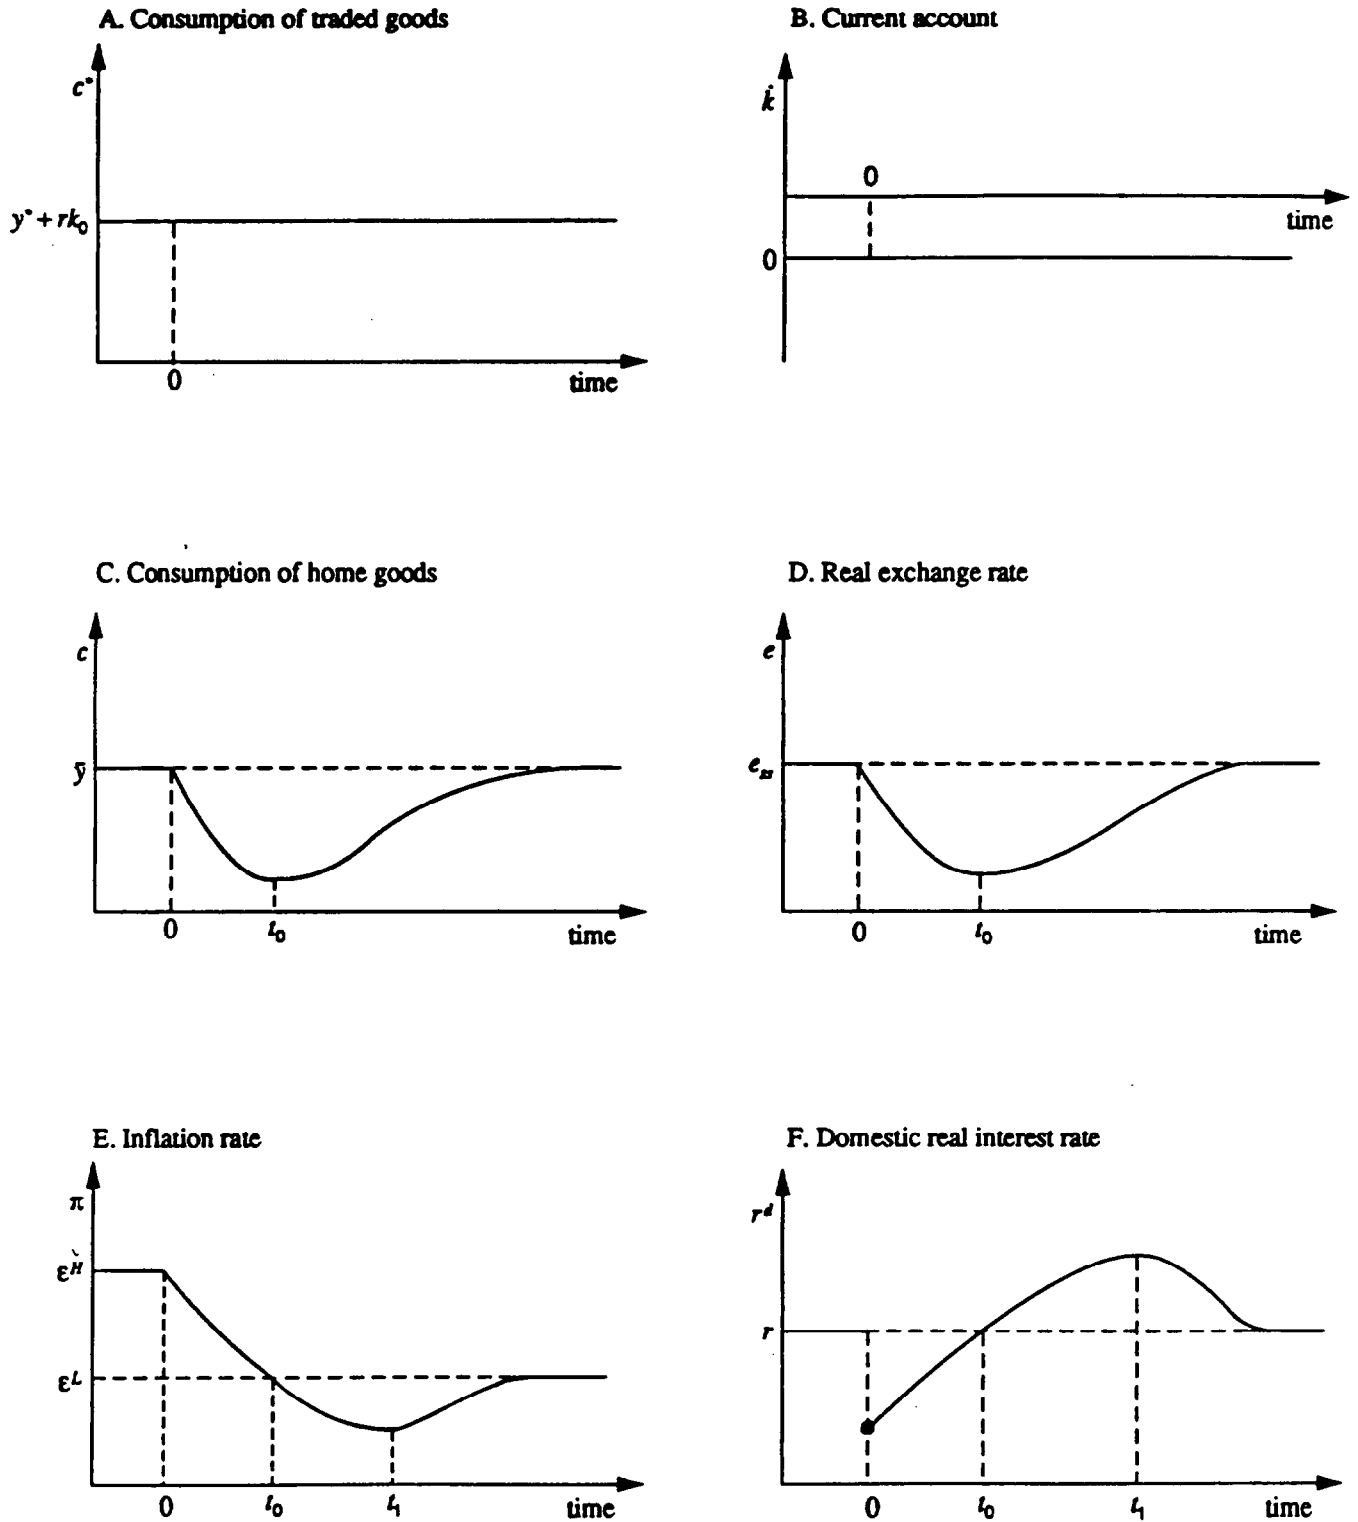 A. Consumption of traded goods
c*
y* + rk₀
0
time
B. Current account
k̇
0
time
0
C. Consumption of home goods
c
ȳ
0
t₀
time
D. Real exchange rate
e
eₛₛ
0
t₀
time
E. Inflation rate
π
εᴴ
εᴸ
0
t₀
t₁
time
F. Domestic real interest rate
rᵈ
r
0
t₀
t₁
time